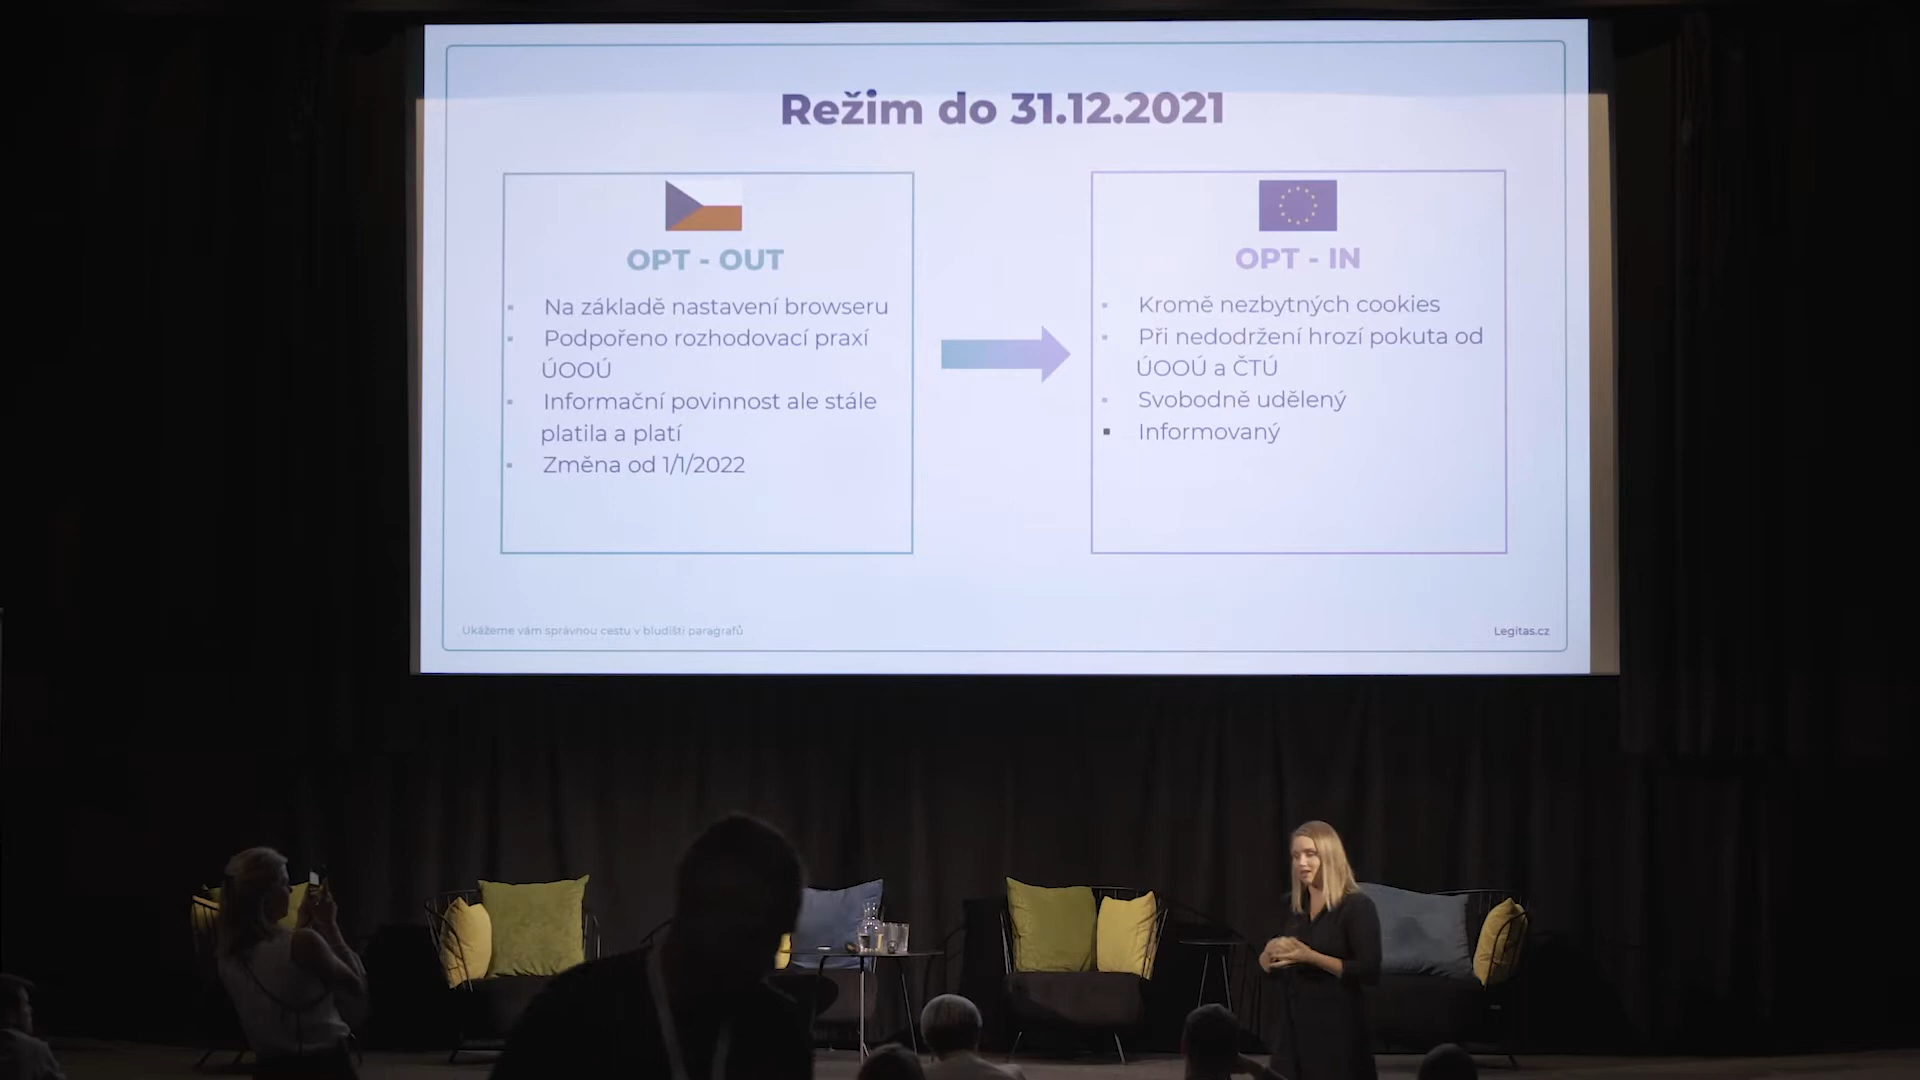 Režim do 31.12.2021
OPT - OUT
Na základě nastavení browseru
Podpořeno rozhodovací praxí
ÚOOÚ
Informační povinnost ale stále
platila a platí
Změna od 1/1/2022
OPT - IN
Kromě nezbytných cookies
Při nedodržení hrozí pokuta od
ÚOOÚ a ČTÚ
Svobodně udělený
Informovaný
Ukážeme vám správnou cestu v bludišti paragrafů
Legitas.cz